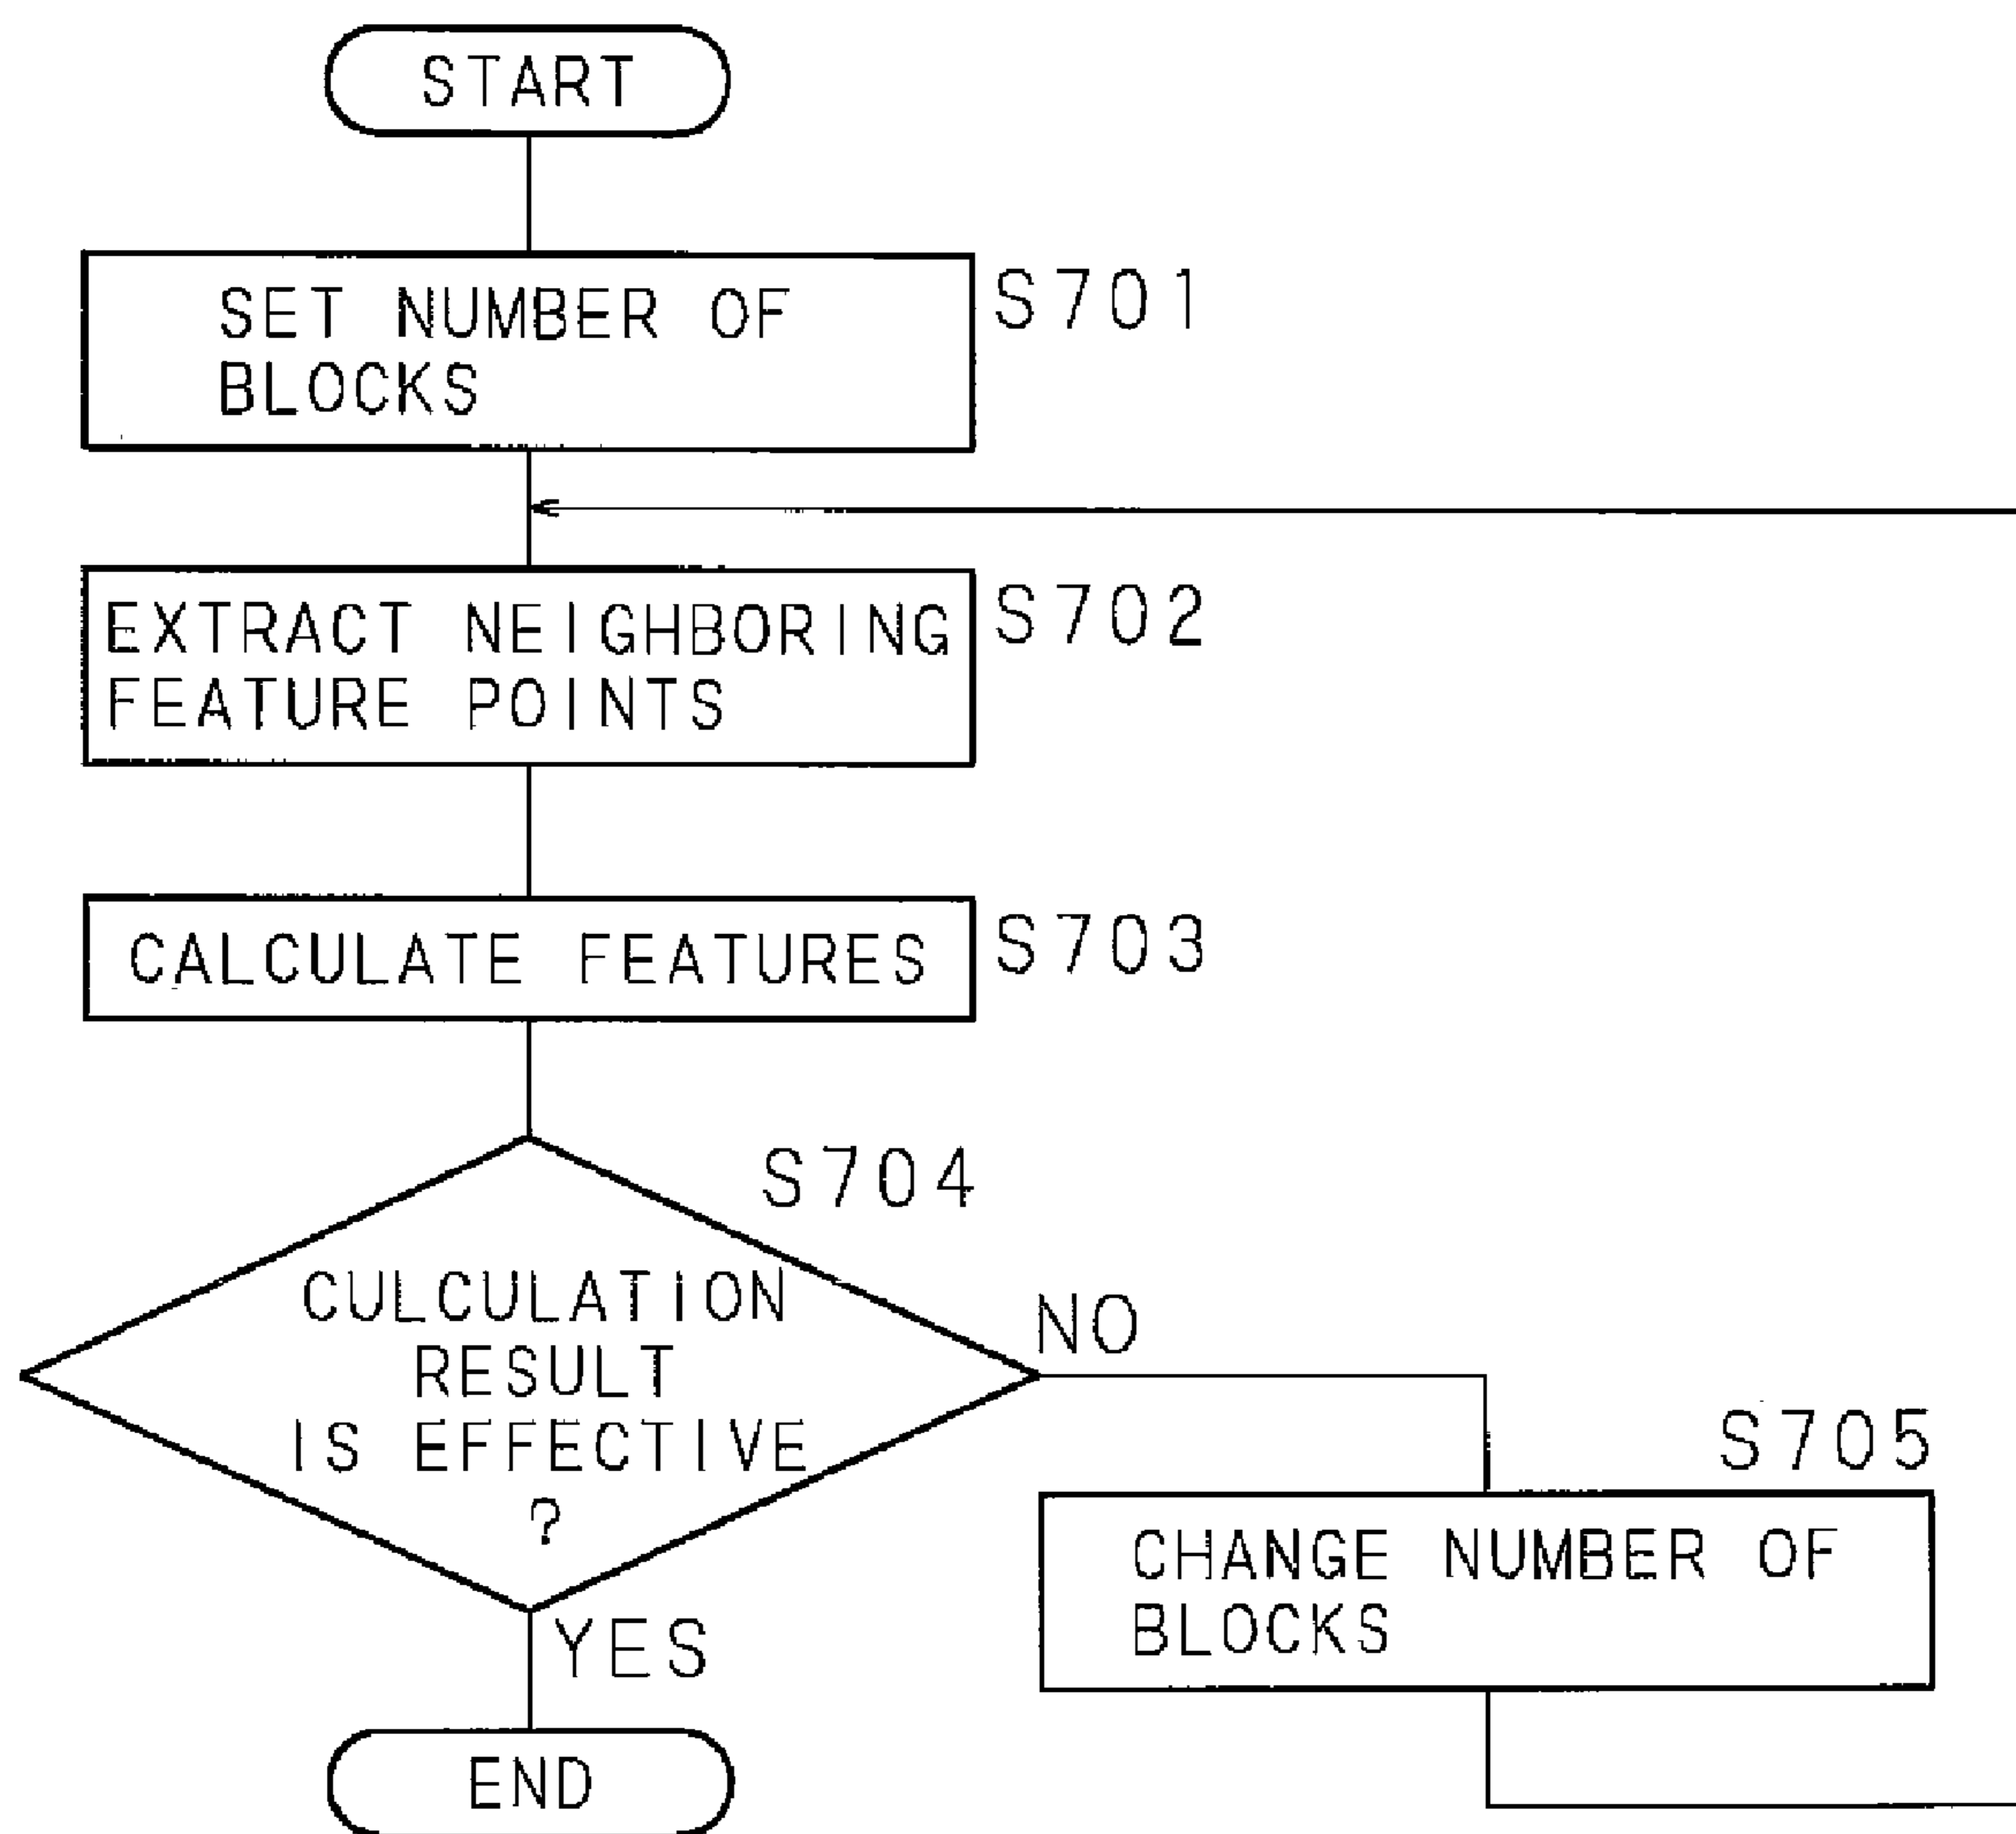 START
SET NUMBER OF
BLOCKS
S701
EXTRACT NEIGHBORING
FEATURE POINTS
S702
CALCULATE FEATURES
S703
S704
CULCULATION
RESULT
IS EFFECTIVE
?
NO
S705
CHANGE NUMBER OF
BLOCKS
YES
END